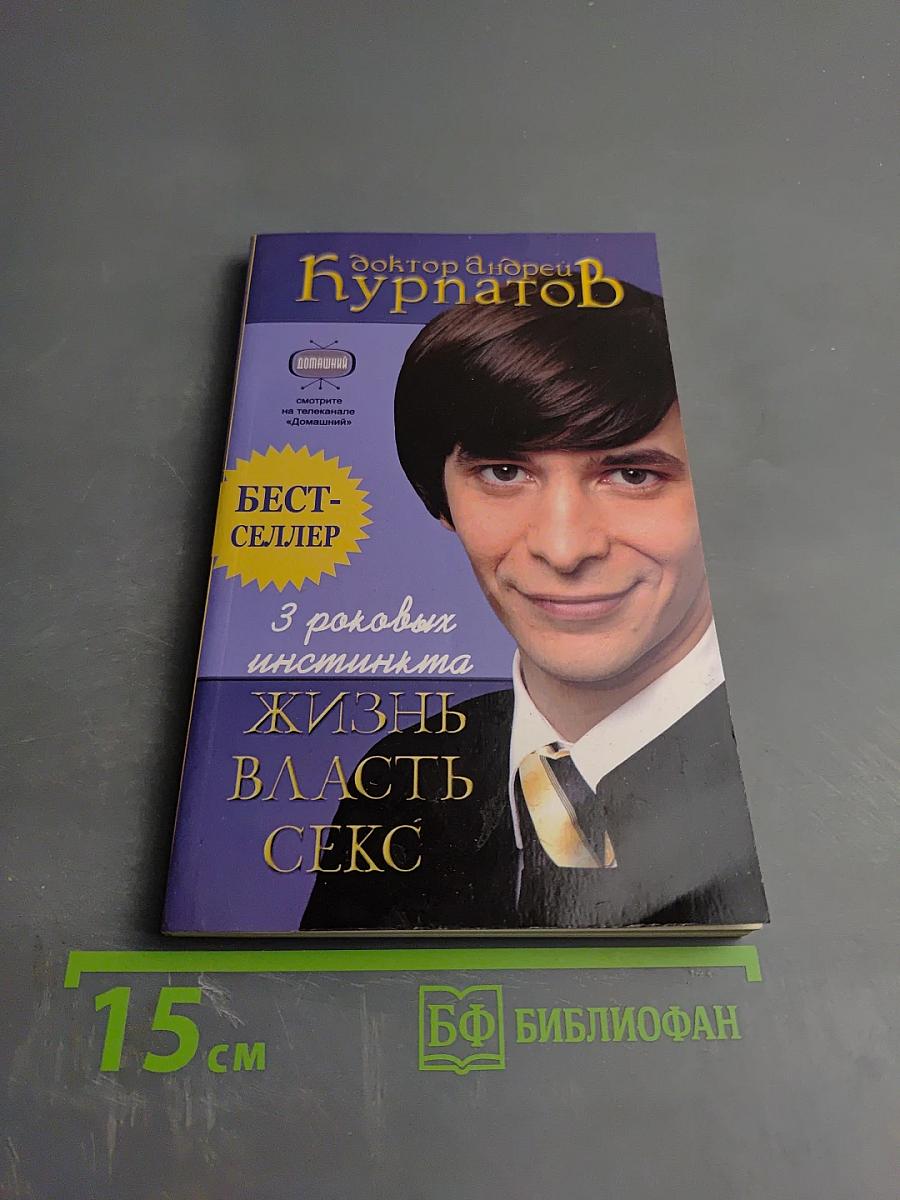 доктор андрей
Курпатов
ДОМАШНИЙ
смотрите
на телеканале
«Домашний»
БЕСТ-
СЕЛЛЕР
3 роковых
инстинкта
ЖИЗНЬ
ВЛАСТЬ
СЕКС
15 см
БФ БИБЛИОФАН